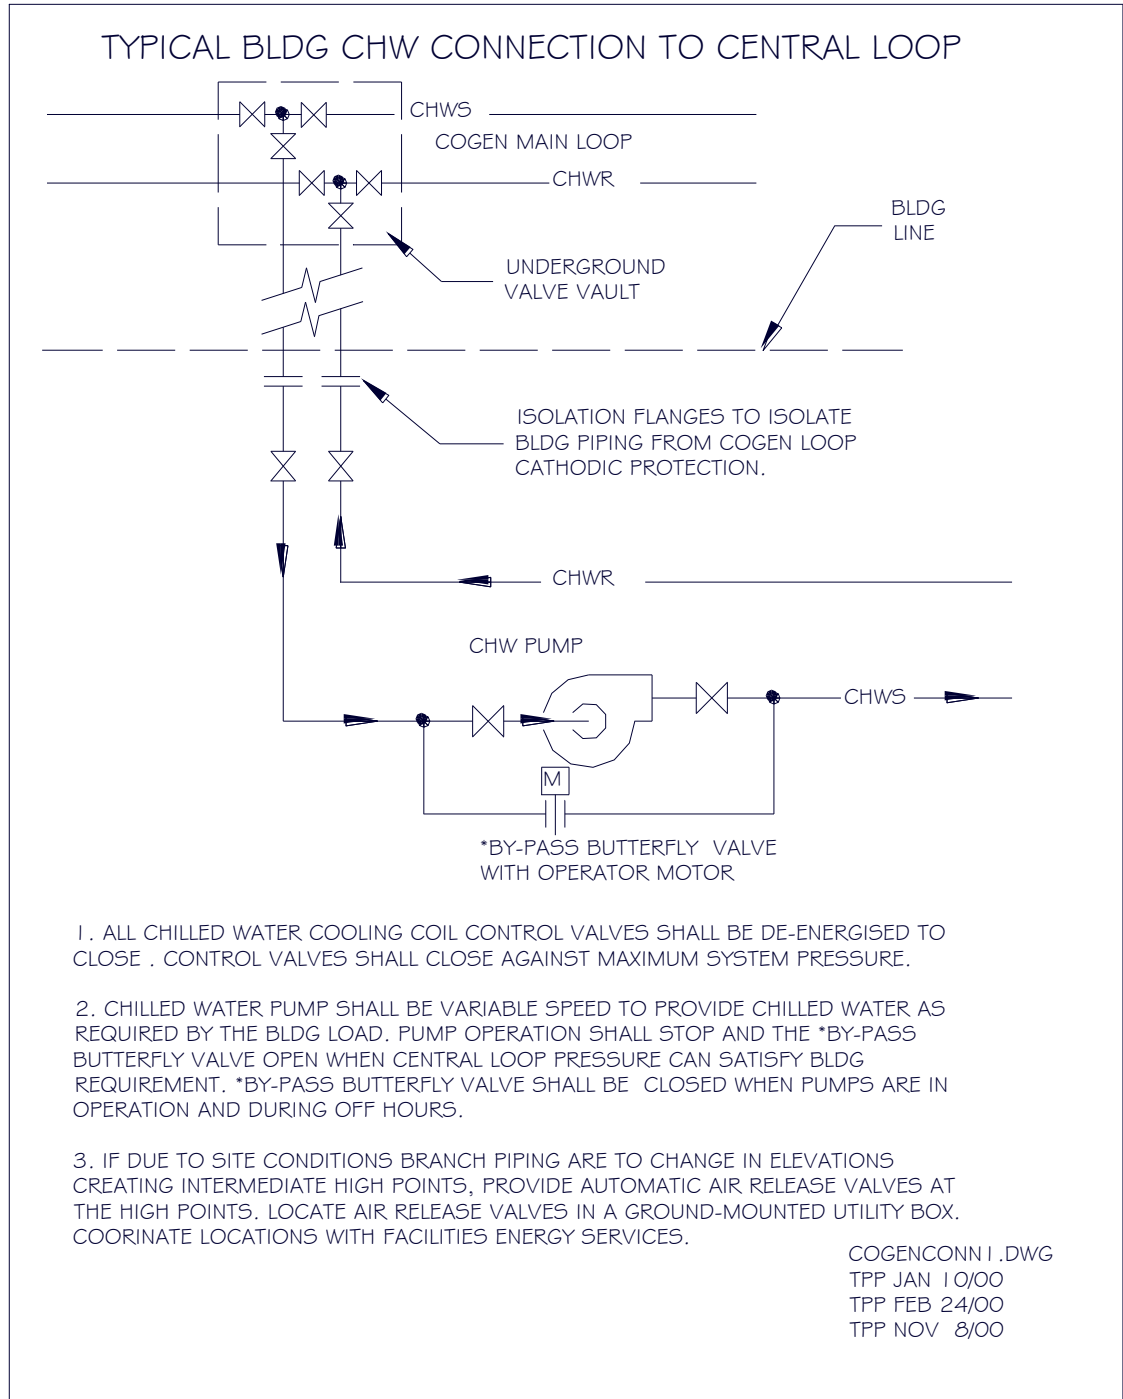 TYPICAL BLDG CHW CONNECTION TO CENTRAL LOOP
CHWS
COGEN MAIN LOOP
CHWR
BLDG
LINE
UNDERGROUND
VALVE VAULT
ISOLATION FLANGES TO ISOLATE
BLDG PIPING FROM COGEN LOOP
CATHODIC PROTECTION.
CHWR
CHW PUMP
CHWS
M
*BY-PASS BUTTERFLY VALVE
WITH OPERATOR MOTOR
1. ALL CHILLED WATER COOLING COIL CONTROL VALVES SHALL BE DE-ENERGISED TO
CLOSE . CONTROL VALVES SHALL CLOSE AGAINST MAXIMUM SYSTEM PRESSURE.
2. CHILLED WATER PUMP SHALL BE VARIABLE SPEED TO PROVIDE CHILLED WATER AS
REQUIRED BY THE BLDG LOAD. PUMP OPERATION SHALL STOP AND THE *BY-PASS
BUTTERFLY VALVE OPEN WHEN CENTRAL LOOP PRESSURE CAN SATISFY BLDG
REQUIREMENT. *BY-PASS BUTTERFLY VALVE SHALL BE CLOSED WHEN PUMPS ARE IN
OPERATION AND DURING OFF HOURS.
3. IF DUE TO SITE CONDITIONS BRANCH PIPING ARE TO CHANGE IN ELEVATIONS
CREATING INTERMEDIATE HIGH POINTS, PROVIDE AUTOMATIC AIR RELEASE VALVES AT
THE HIGH POINTS. LOCATE AIR RELEASE VALVES IN A GROUND-MOUNTED UTILITY BOX.
COORINATE LOCATIONS WITH FACILITIES ENERGY SERVICES.
COGENCONN1.DWG
TPP JAN 10/00
TPP FEB 24/00
TPP NOV 8/00